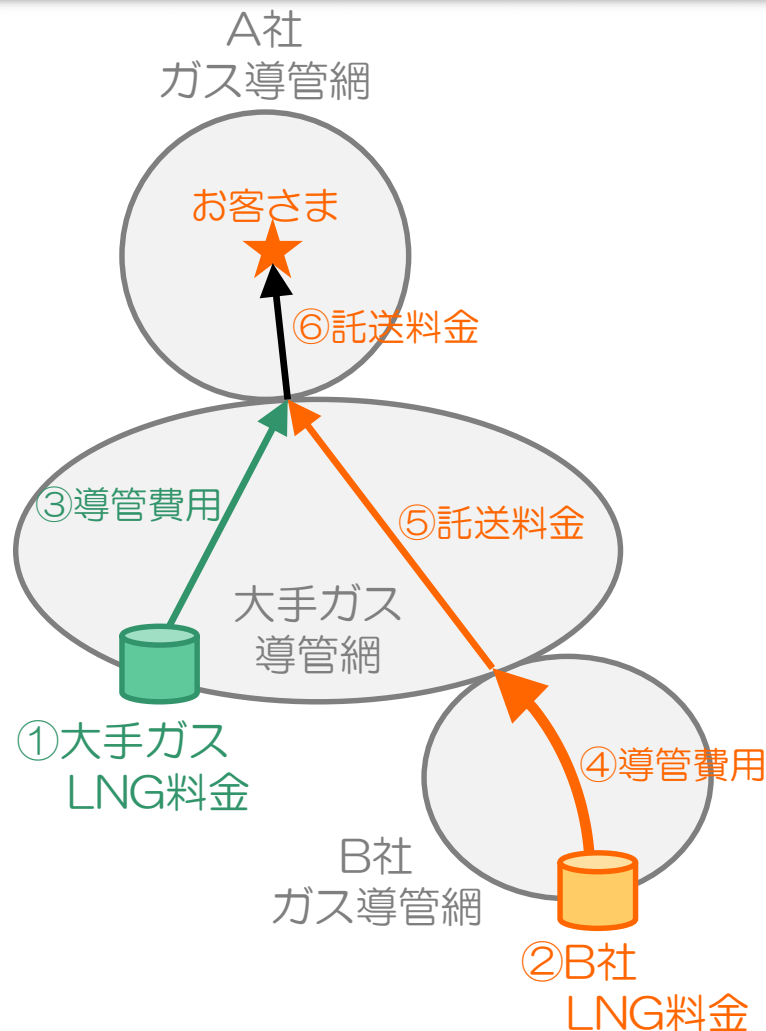 A社
ガス導管網
お客さま
⑥託送料金
③導管費用
⑤託送料金
大手ガス
導管網
①大手ガス
LNG料金
④導管費用
B社
ガス導管網
②B社
LNG料金